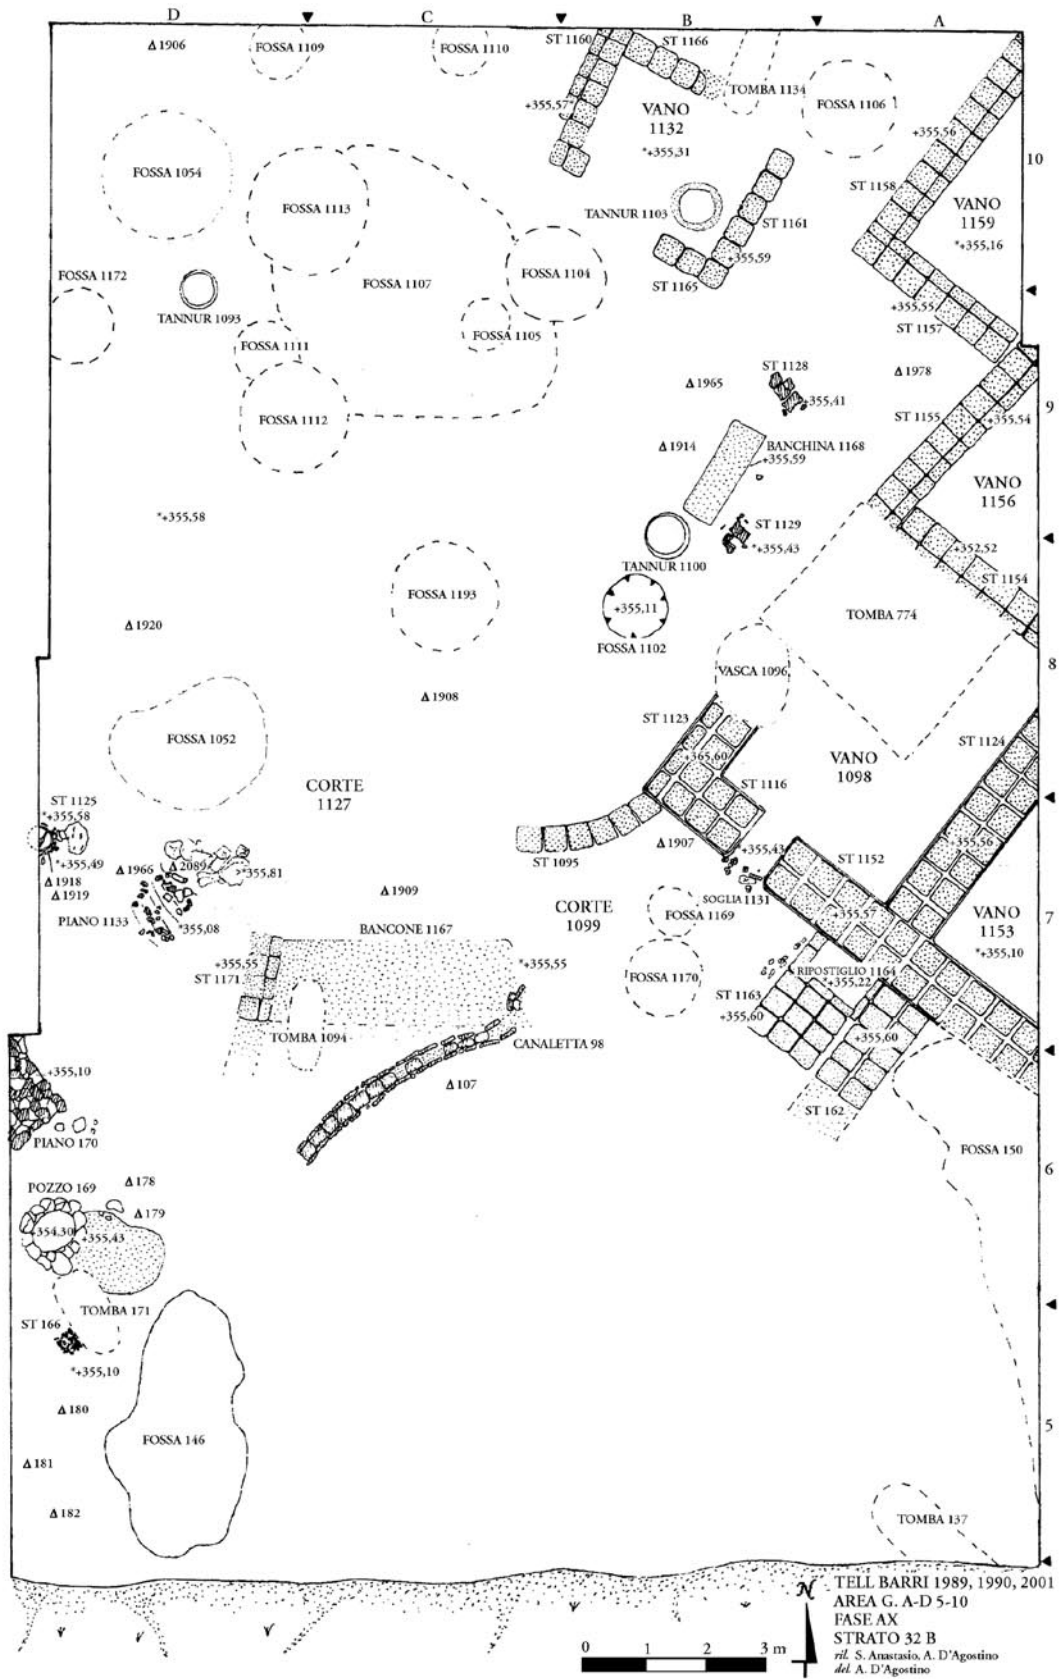 D
C
B
A
Δ 1906
FOSSA 1109
FOSSA 1110
ST 1160
ST 1166
TOMBA 1134
FOSSA 1106
+355,57*
VANO
1132
*+355,31
+355,56
10
FOSSA 1054
ST 1158
FOSSA 1113
TANNUR 1103
ST 1161
VANO
1159
*+355,16
FOSSA 1172
FOSSA 1107
FOSSA 1104
+355,59
ST 1165
TANNUR 1093
FOSSA 1105
+355,55
ST 1157
FOSSA 1111
ST 1128
Δ 1978
Δ 1965
+355,41
FOSSA 1112
ST 1155
+355,54
9
Δ 1914
BANCHINA 1168
+355,59
VANO
1156
*+355,58
ST 1129
*+355,43
+352,52
TANNUR 1100
ST 1154
FOSSA 1193
+355,11
TOMBA 774
Δ 1920
FOSSA 1102
8
VASCA 1096
Δ 1908
ST 1123
FOSSA 1052
ST 1124
+365,60
VANO
1098
CORTE
1127
ST 1116
ST 1125
*+355,58
Δ 1907
+355,43
+355,56
*+355,49
ST 1095
ST 1152
Δ 1966
Δ 2089
*+355,81
Δ 1918
Δ 1919
Δ 1909
SOGLIA 1131
CORTE
1099
FOSSA 1169
+355,57
VANO
1153
*+355,10
7
PIANO 1133
*+355,08
BANCONE 1167
+355,55
*+355,55
RIPOSTIGLIO 1164
*+355,22
ST 1171
FOSSA 1170
ST 1163
+355,60
TOMBA 1094
CANALETTA 98
+355,60
+355,10
Δ 107
ST 162
PIANO 170
FOSSA 150
6
POZZO 169
Δ 178
Δ 179
+354,30
+355,43
TOMBA 171
ST 166
*+355,10
Δ 180
5
FOSSA 146
Δ 181
Δ 182
TOMBA 137
N
TELL BARRI 1989, 1990, 2001
AREA G. A-D 5-10
FASE AX
STRATO 32 B
ril. S. Anastasio, A. D'Agostino
del. A. D'Agostino
0 1 2 3 m